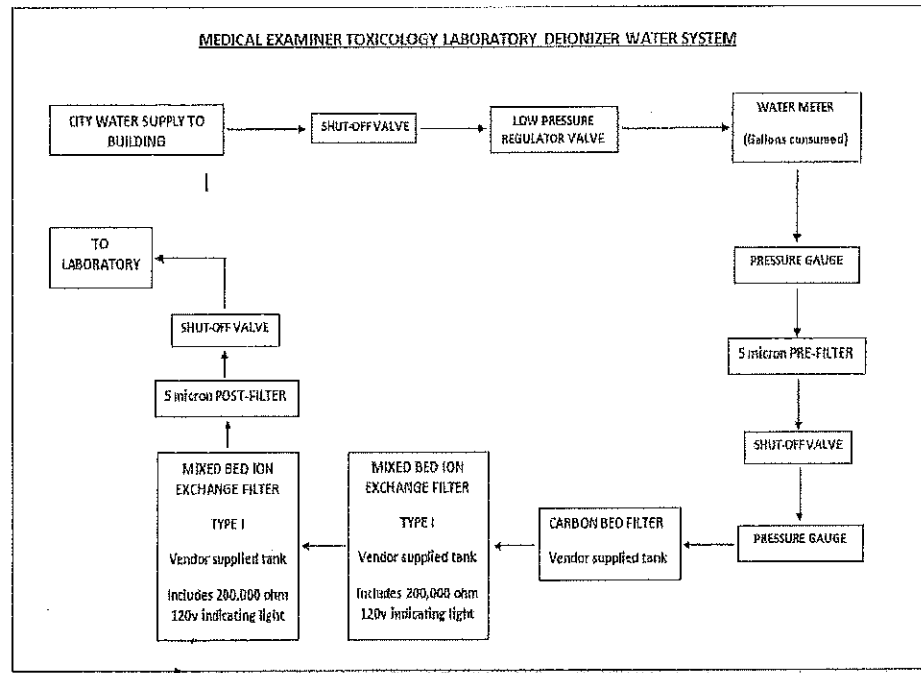 MEDICAL EXAMINER TOXICOLOGY LABORATORY DEIONIZER WATER SYSTEM
CITY WATER SUPPLY TO
BUILDING
SHUT-OFF VALVE
LOW PRESSURE
REGULATOR VALVE
WATER METER
(Gallons consumed)
PRESSURE GAUGE
5 micron PRE-FILTER
SHUT-OFF VALVE
PRESSURE GAUGE
CARBON BED FILTER
Vendor supplied tank
MIXED BED ION
EXCHANGE FILTER
TYPE I
Vendor supplied tank
Includes 200,000 ohm
120v indicating light
MIXED BED ION
EXCHANGE FILTER
TYPE I
Vendor supplied tank
Includes 200,000 ohm
120v indicating light
5 micron POST-FILTER
SHUT-OFF VALVE
TO
LABORATORY